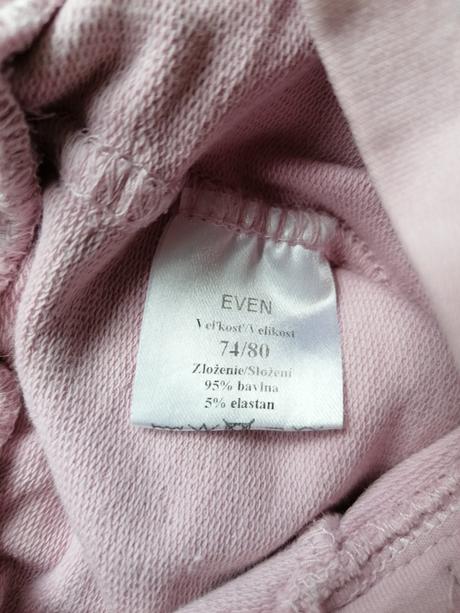 EVEN
Veľkosť/Velikost
74/80
Zloženie/Složení
95% bavlna
5% elastan